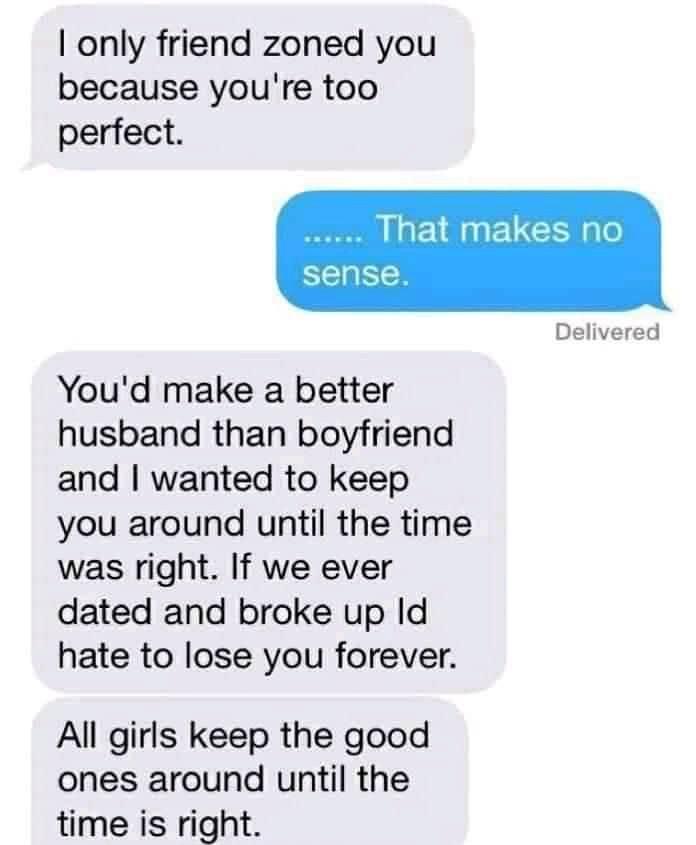 I only friend zoned you
because you're too
perfect.
...... That makes no
sense.
Delivered
You'd make a better
husband than boyfriend
and I wanted to keep
you around until the time
was right. If we ever
dated and broke up Id
hate to lose you forever.
All girls keep the good
ones around until the
time is right.